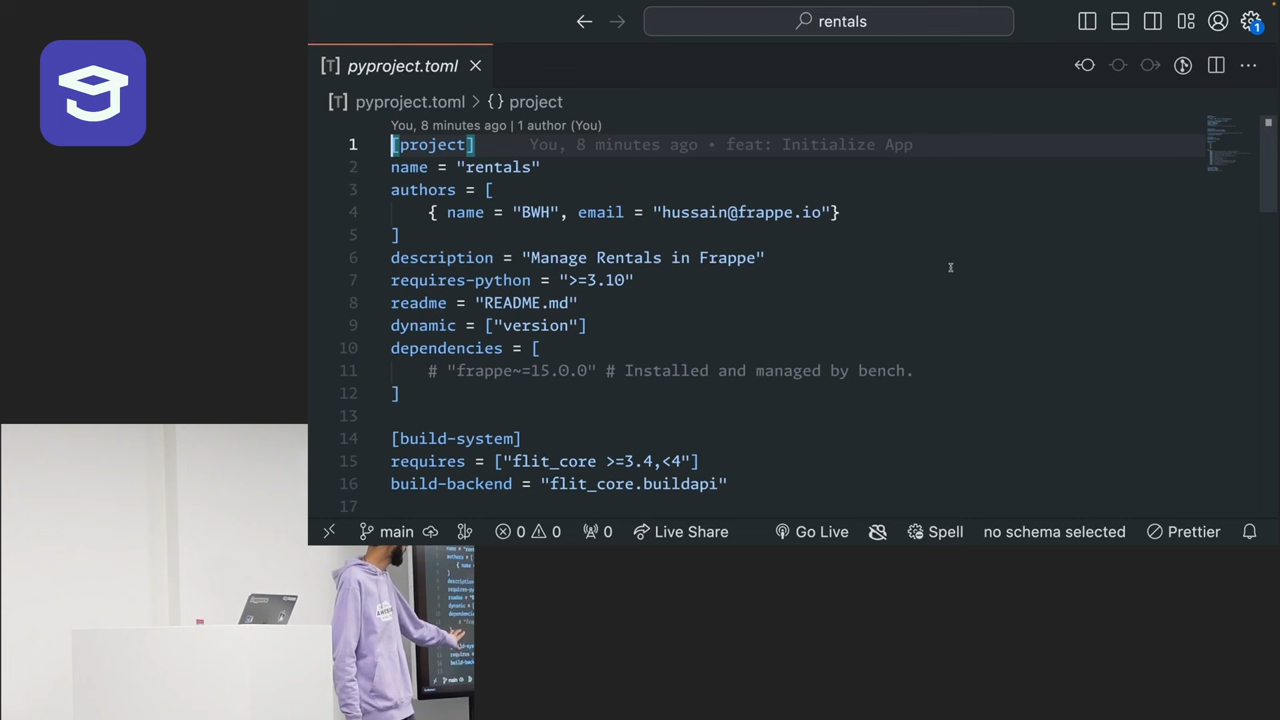 rentals
1
[T] pyproject.toml
[T] pyproject.toml > {} project
You, 8 minutes ago | 1 author (You)
1 [project] You, 8 minutes ago • feat: Initialize App
2 name = "rentals"
3 authors = [
4 { name = "BWH", email = "hussain@frappe.io"}
5 ]
6 description = "Manage Rentals in Frappe"
7 requires-python = ">=3.10"
8 readme = "README.md"
9 dynamic = ["version"]
10 dependencies = [
11 # "frappe~=15.0.0" # Installed and managed by bench.
12 ]
13
14 [build-system]
15 requires = ["flit_core >=3.4,<4"]
16 build-backend = "flit_core.buildapi"
17
main 0 0 0 Live Share Go Live Spell no schema selected Prettier